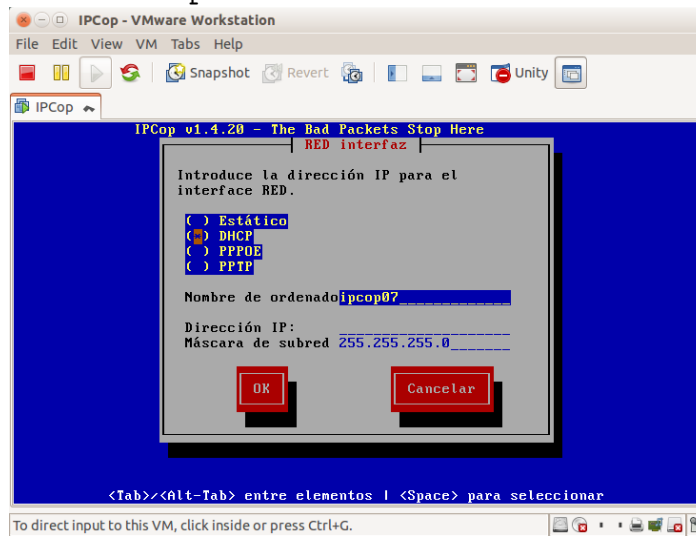 IPCop - VMware Workstation
File Edit View VM Tabs Help
Snapshot Revert Unity
IPCop
IPCop v1.4.20 - The Bad Packets Stop Here
RED interfaz
Introduce la dirección IP para el
interface RED.
( ) Estático
(*) DHCP
( ) PPPOE
( ) PPTP
Nombre de ordenadoipcop07____________
Dirección IP: __________________
Máscara de subred 255.255.255.0______
OK Cancelar
<Tab>/<Alt-Tab> entre elementos | <Space> para seleccionar
To direct input to this VM, click inside or press Ctrl+G.